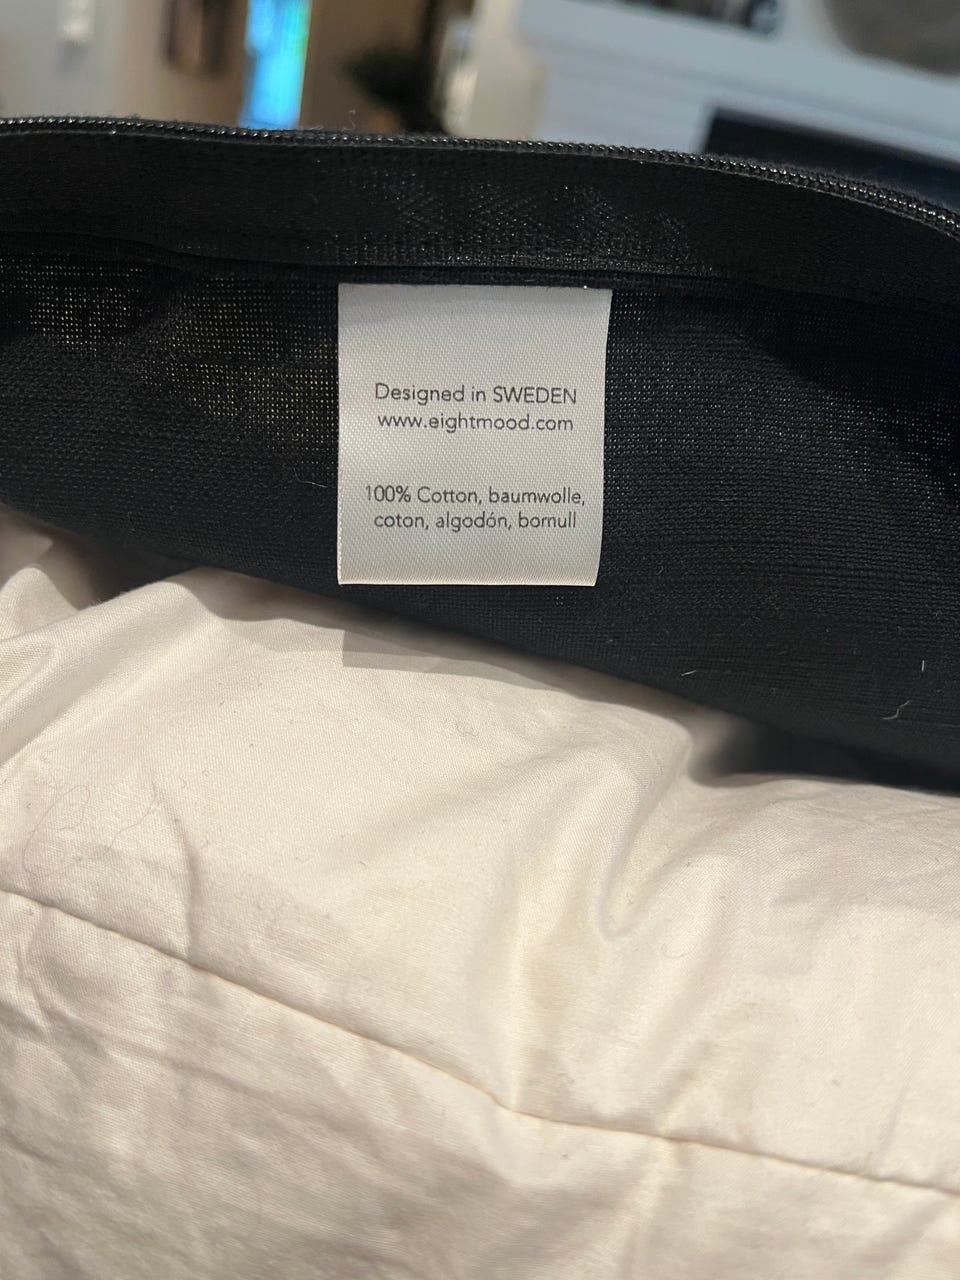 Designed in SWEDEN
www.eightmood.com
100% Cotton, baumwolle,
coton, algodón, bomull